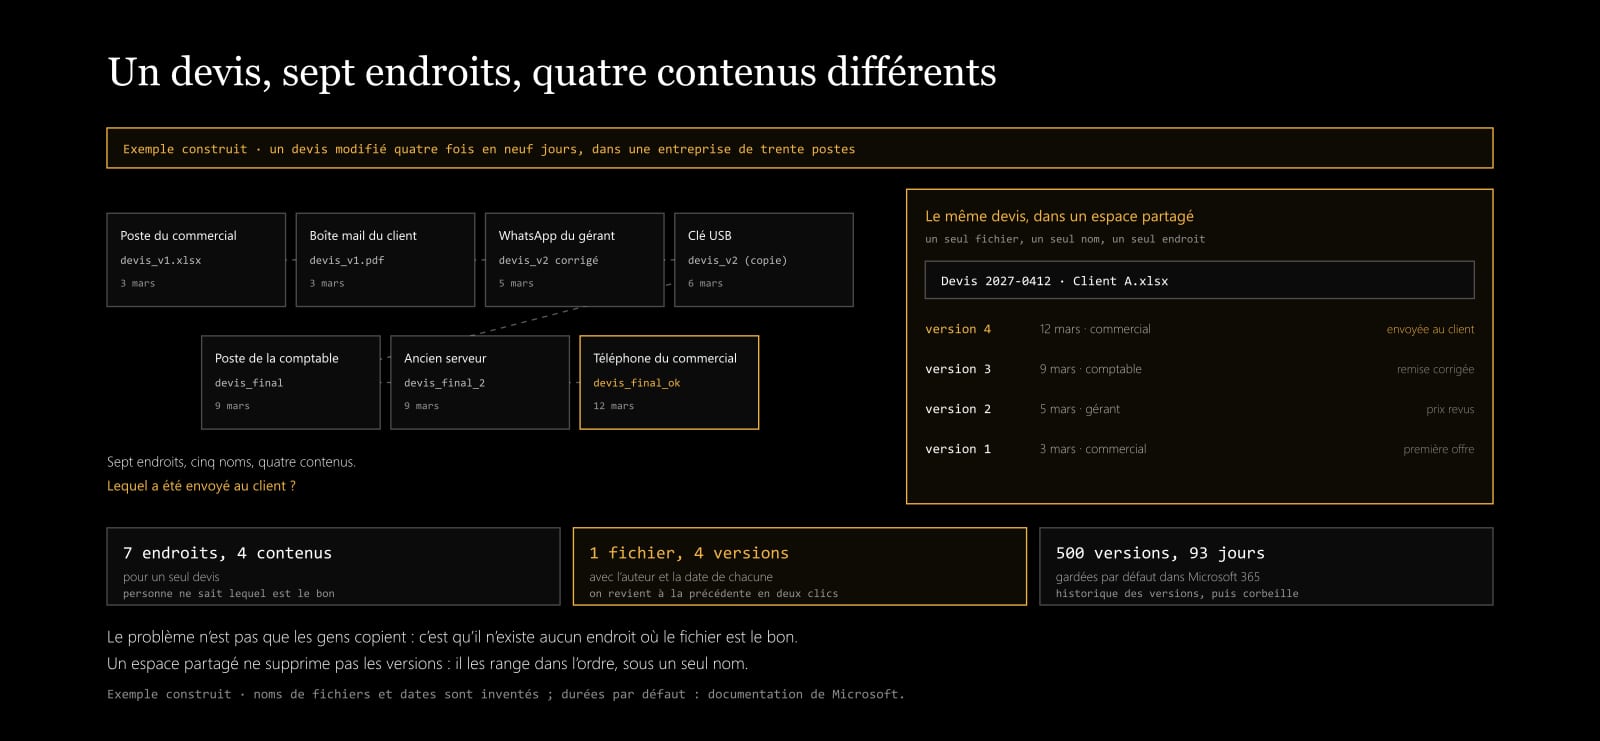 Un devis, sept endroits, quatre contenus différents
Exemple construit · un devis modifié quatre fois en neuf jours, dans une entreprise de trente postes
Poste du commercial
devis_v1.xlsx
3 mars
Boîte mail du client
devis_v1.pdf
3 mars
WhatsApp du gérant
devis_v2 corrigé
5 mars
Clé USB
devis_v2 (copie)
6 mars
Poste de la comptable
devis_final
9 mars
Ancien serveur
devis_final_2
9 mars
Téléphone du commercial
devis_final_ok
12 mars
Sept endroits, cinq noms, quatre contenus.
Lequel a été envoyé au client ?
Le même devis, dans un espace partagé
un seul fichier, un seul nom, un seul endroit
Devis 2027-0412 · Client A.xlsx
version 4 12 mars · commercial envoyée au client
version 3 9 mars · comptable remise corrigée
version 2 5 mars · gérant prix revus
version 1 3 mars · commercial première offre
7 endroits, 4 contenus
pour un seul devis
personne ne sait lequel est le bon
1 fichier, 4 versions
avec l’auteur et la date de chacune
on revient à la précédente en deux clics
500 versions, 93 jours
gardées par défaut dans Microsoft 365
historique des versions, puis corbeille
Le problème n’est pas que les gens copient : c’est qu’il n’existe aucun endroit où le fichier est le bon.
Un espace partagé ne supprime pas les versions : il les range dans l’ordre, sous un seul nom.
Exemple construit · noms de fichiers et dates sont inventés ; durées par défaut : documentation de Microsoft.